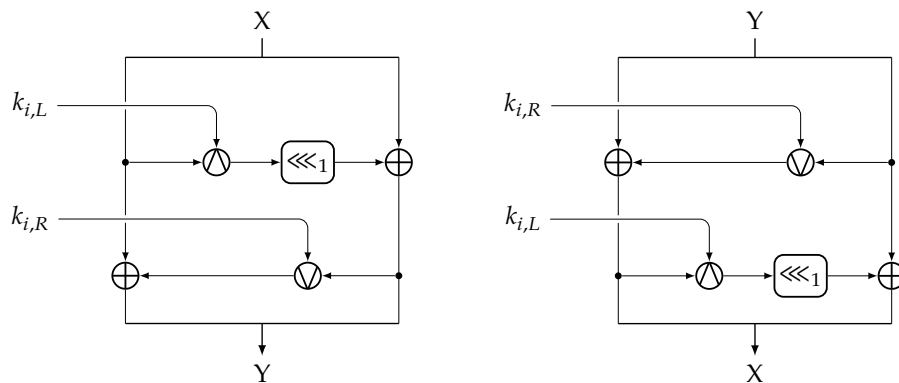 X
k_{i,L}
⋘1
k_{i,R}
Y
Y
k_{i,R}
k_{i,L}
⋘1
X